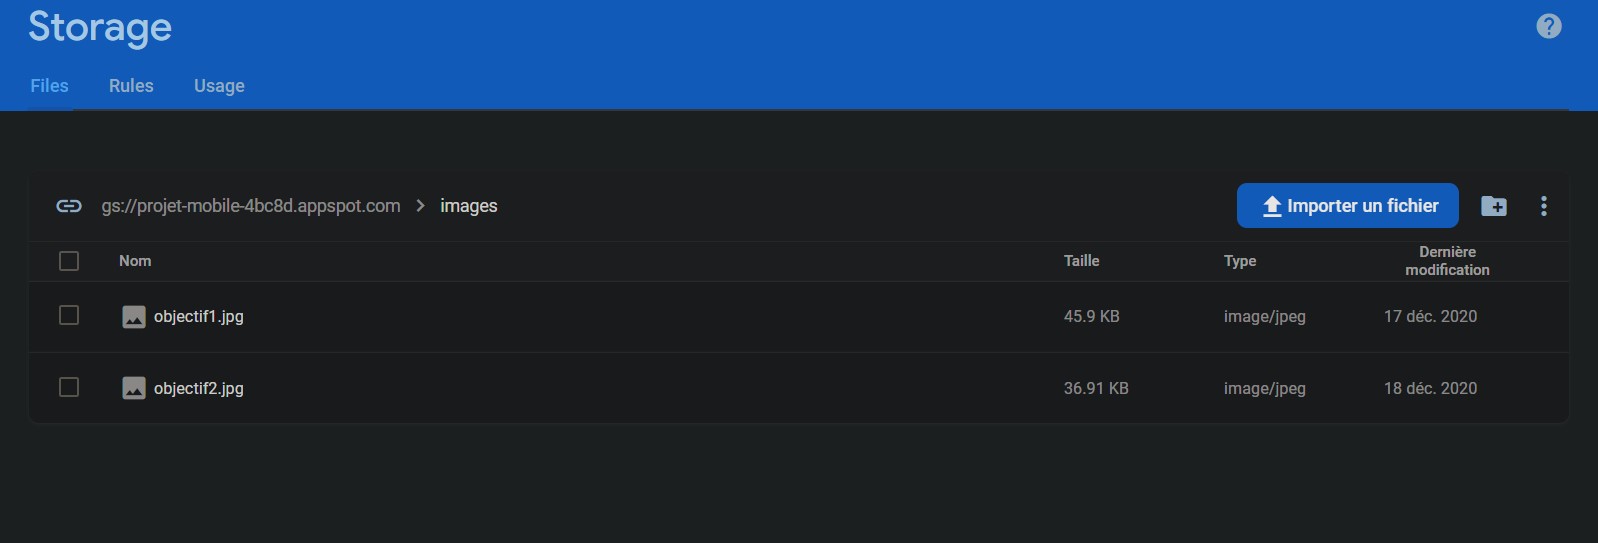 Storage
Files Rules Usage
gs://projet-mobile-4bc8d.appspot.com > images Importer un fichier
Nom Taille Type Dernière modification
objectif1.jpg 45.9 KB image/jpeg 17 déc. 2020
objectif2.jpg 36.91 KB image/jpeg 18 déc. 2020